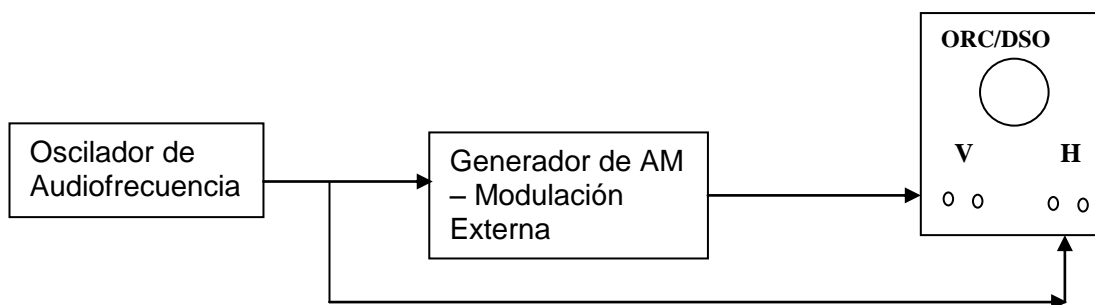 ORC/DSO
V H
Oscilador de
Audiofrecuencia
Generador de AM
– Modulación
Externa